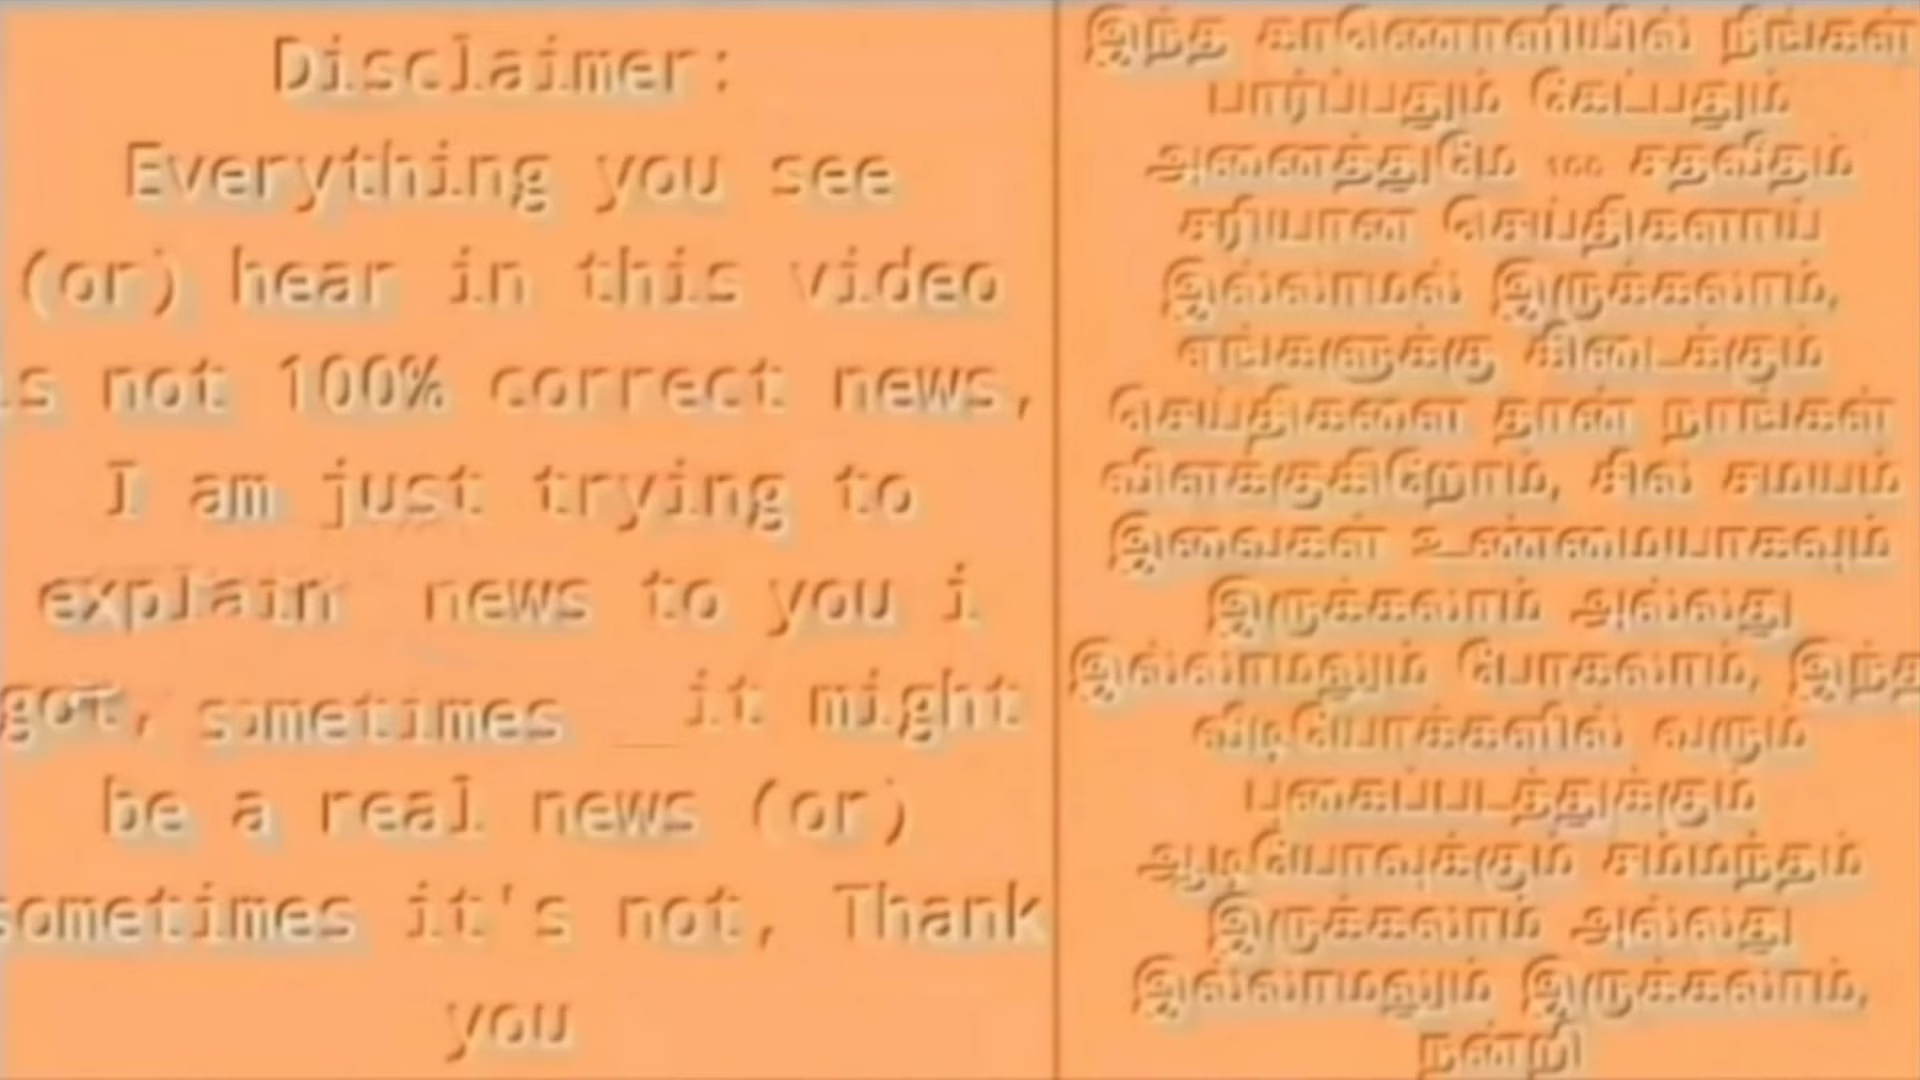 Disclaimer:
Everything you see
(or) hear in this video
is not 100% correct news,
I am just trying to
explain news to you i
got, sometimes _it might
be a real news (or)
sometimes it's not, Thank
you
இந்த காணொளியில் நீங்கள்
பார்ப்பதும் கேட்பதும்
அனைத்துமே 100 சதவீதம்
சரியான செய்திகளாய்
இல்லாமல் இருக்கலாம்,
எங்களுக்கு கிடைக்கும்
செய்திகளை தான் நாங்கள்
விளக்குகிறோம், சில சமயம்
இவைகள் உண்மையாகவும்
இருக்கலாம் அல்லது
இல்லாமலும் போகலாம், இந்த
வீடியோக்களில் வரும்
புகைப்படத்துக்கும்
ஆடியோவுக்கும் சம்மந்தம்
இருக்கலாம் அல்லது
இல்லாமலும் இருக்கலாம்,
நன்றி